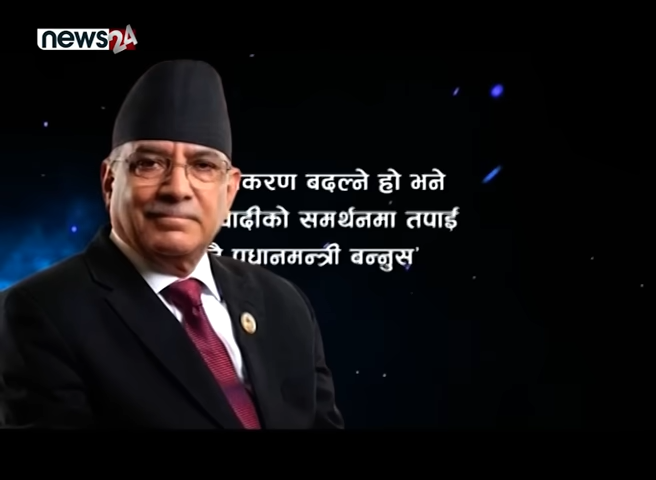 news24
करण बदल्ने हो भने
वादीको समर्थनमा तपाईं
प्रधानमन्त्री बन्नुस'